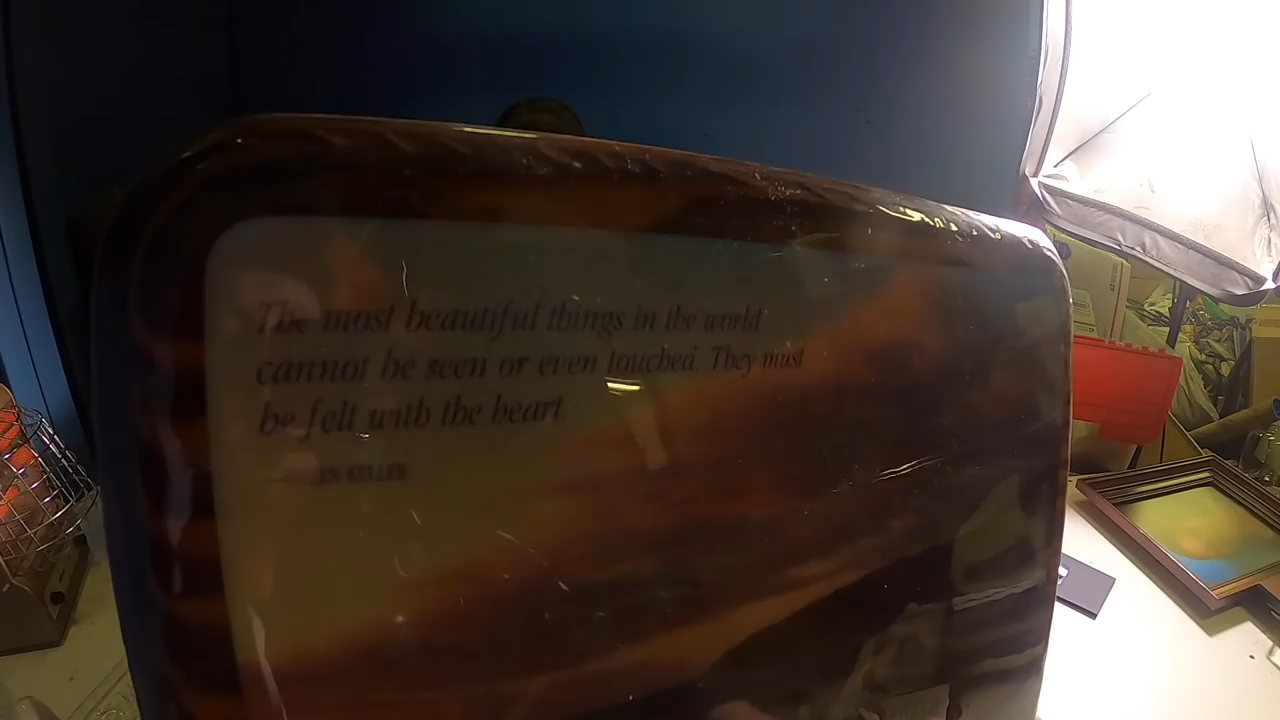 The most beautiful things in the world
cannot be seen or even touched. They must
be felt with the heart.
KELLER